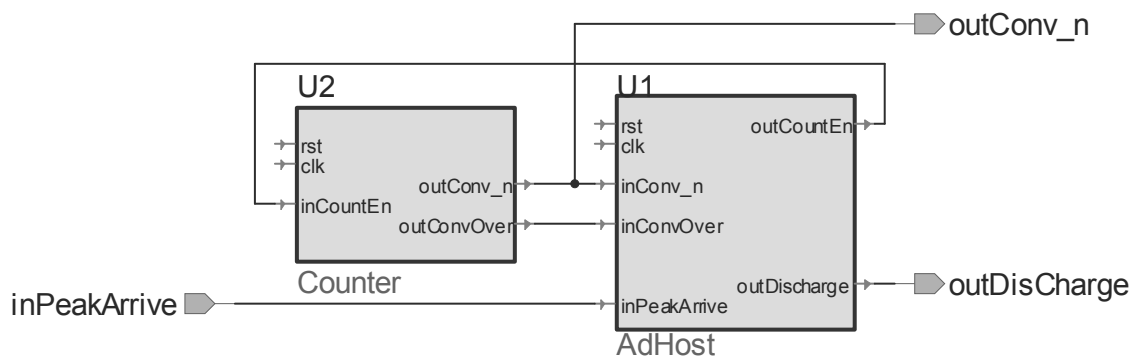 outConv_n
U2
rst
clk
inCountEn
outConv_n
outConvOver
Counter
U1
rst
clk
inConv_n
inConvOver
inPeakArrive
outCountEn
outDischarge
AdHost
inPeakArrive
outDisCharge